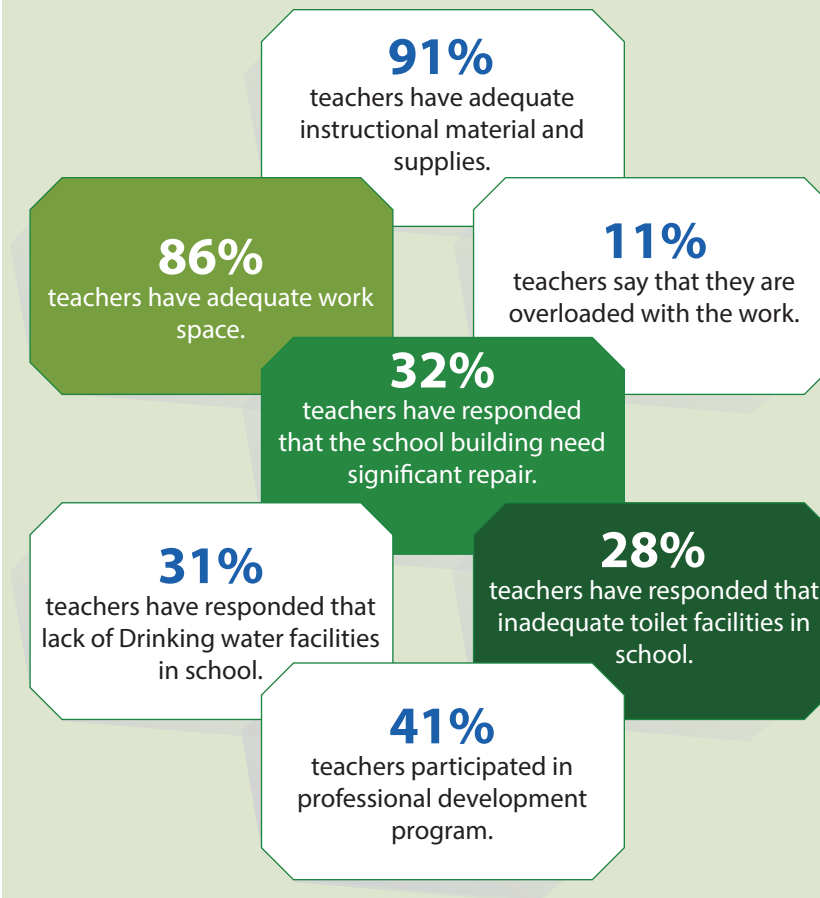 91%
teachers have adequate
instructional material and
supplies.
86%
teachers have adequate work
space.
11%
teachers say that they are
overloaded with the work.
32%
teachers have responded
that the school building need
significant repair.
31%
teachers have responded that
lack of Drinking water facilities
in school.
28%
teachers have responded that
inadequate toilet facilities in
school.
41%
teachers participated in
professional development
program.